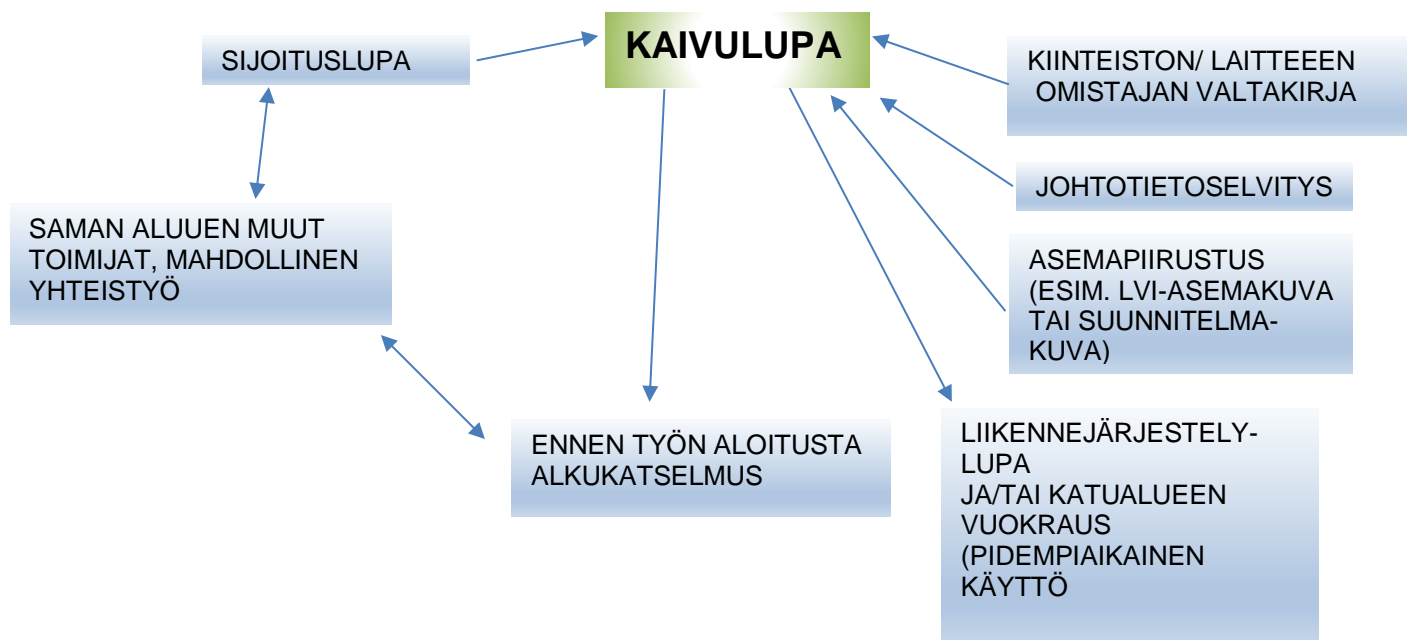 KAIVULUPA
SIJOITUSLUPA
KIINTEISTON/ LAITTEEEN
OMISTAJAN VALTAKIRJA
JOHTOTIETOSELVITYS
SAMAN ALUUEN MUUT
TOIMIJAT, MAHDOLLINEN
YHTEISTYÖ
ASEMAPIIRUSTUS
(ESIM. LVI-ASEMAKUVA
TAI SUUNNITELMA-
KUVA)
ENNEN TYÖN ALOITUSTA
ALKUKATSELMUS
LIIKENNEJÄRJESTELY-
LUPA
JA/TAI KATUALUEEN
VUOKRAUS
(PIDEMPIAIKAINEN
KÄYTTÖ